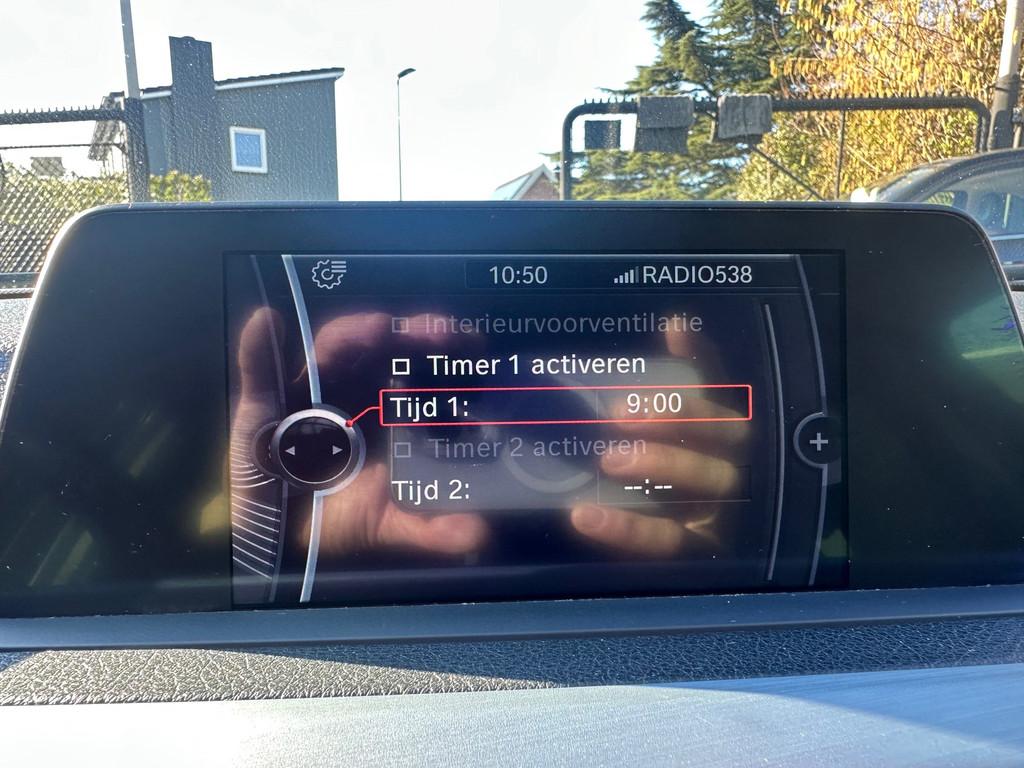 10:50 RADIO538
Interieurvoorventilatie
Timer 1 activeren
Tijd 1: 9:00
Timer 2 activeren
Tijd 2: --:--